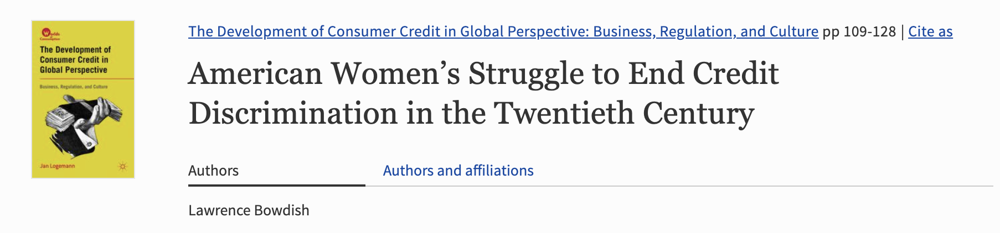 Worlds
Consumption
The Development of
Consumer Credit in
Global Perspective
Business, Regulation, and Culture
Jan Logemann
The Development of Consumer Credit in Global Perspective: Business, Regulation, and Culture pp 109-128 | Cite as
American Women’s Struggle to End Credit
Discrimination in the Twentieth Century
Authors
Authors and affiliations
Lawrence Bowdish